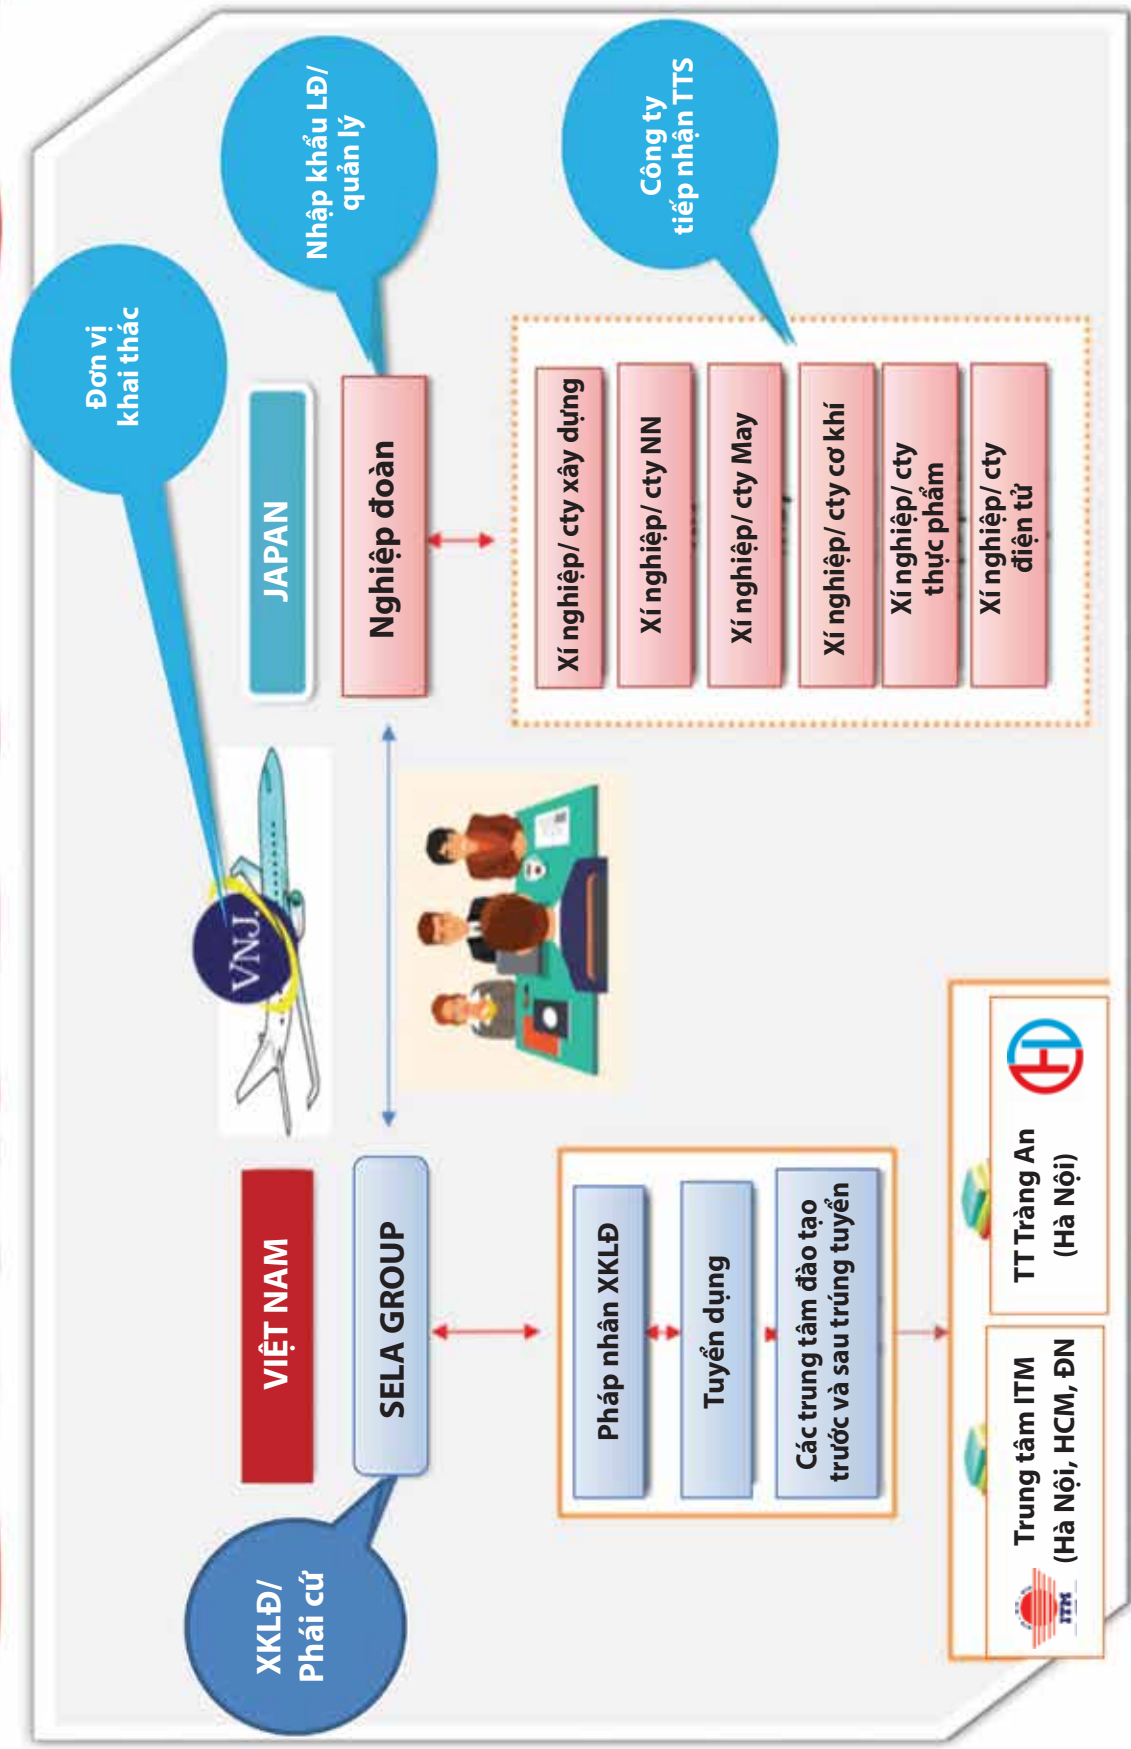 Đơn vị
khai thác
Nhập khẩu LĐ/
quản lý
XKLĐ/
Phái cứ
VIỆT NAM
VNJ.
JAPAN
SELA GROUP
Nghiệp đoàn
Công ty
tiếp nhận TTS
Pháp nhân XKLĐ
Tuyển dụng
Các trung tâm đào tạo
trước và sau trúng tuyển
Xí nghiệp/ cty xây dựng
Xí nghiệp/ cty NN
Xí nghiệp/ cty May
Xí nghiệp/ cty cơ khí
Xí nghiệp/ cty
thực phẩm
Xí nghiệp/ cty
điện tử
ITM
Trung tâm ITM
(Hà Nội, HCM, ĐN
TT Tràng An
(Hà Nội)